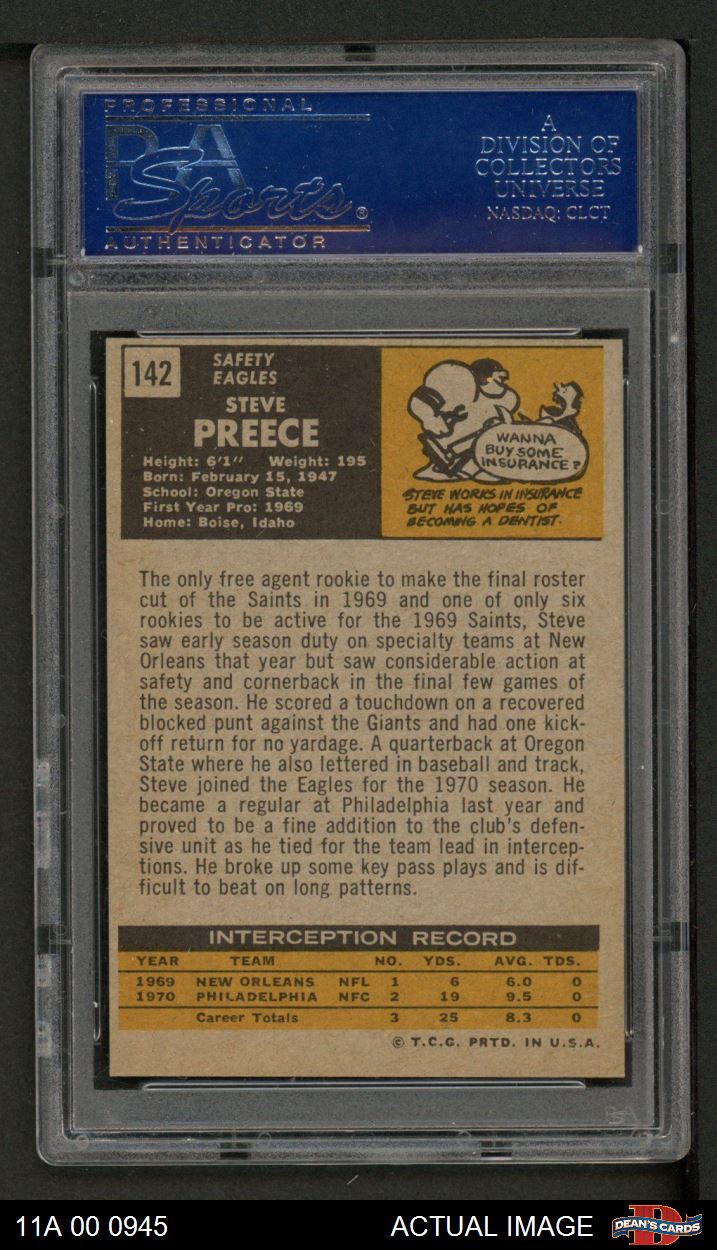 PROFESSIONAL
PSA
Sports®
AUTHENTICATOR
A
DIVISION OF
COLLECTORS
UNIVERSE
NASDAQ: CLCT
142
SAFETY
EAGLES
STEVE
PREECE
Height: 6'1" Weight: 195
Born: February 15, 1947
School: Oregon State
First Year Pro: 1969
Home: Boise, Idaho
WANNA
BUY SOME
INSURANCE?
STEVE WORKS IN INSURANCE
BUT HAS HOPES OF
BECOMING A DENTIST.
The only free agent rookie to make the final roster
cut of the Saints in 1969 and one of only six
rookies to be active for the 1969 Saints, Steve
saw early season duty on specialty teams at New
Orleans that year but saw considerable action at
safety and cornerback in the final few games of
the season. He scored a touchdown on a recovered
blocked punt against the Giants and had one kick-
off return for no yardage. A quarterback at Oregon
State where he also lettered in baseball and track,
Steve joined the Eagles for the 1970 season. He
became a regular at Philadelphia last year and
proved to be a fine addition to the club's defen-
sive unit as he tied for the team lead in intercep-
tions. He broke up some key pass plays and is dif-
ficult to beat on long patterns.
INTERCEPTION RECORD
YEAR TEAM NO. YDS. AVG. TDS.
1969 NEW ORLEANS NFL 1 6 6.0 0
1970 PHILADELPHIA NFC 2 19 9.5 0
Career Totals 3 25 8.3 0
© T.C.G. PRTD. IN U.S.A.
PSA
11A 00 0945
ACTUAL IMAGE
D
DEAN'S CARDS